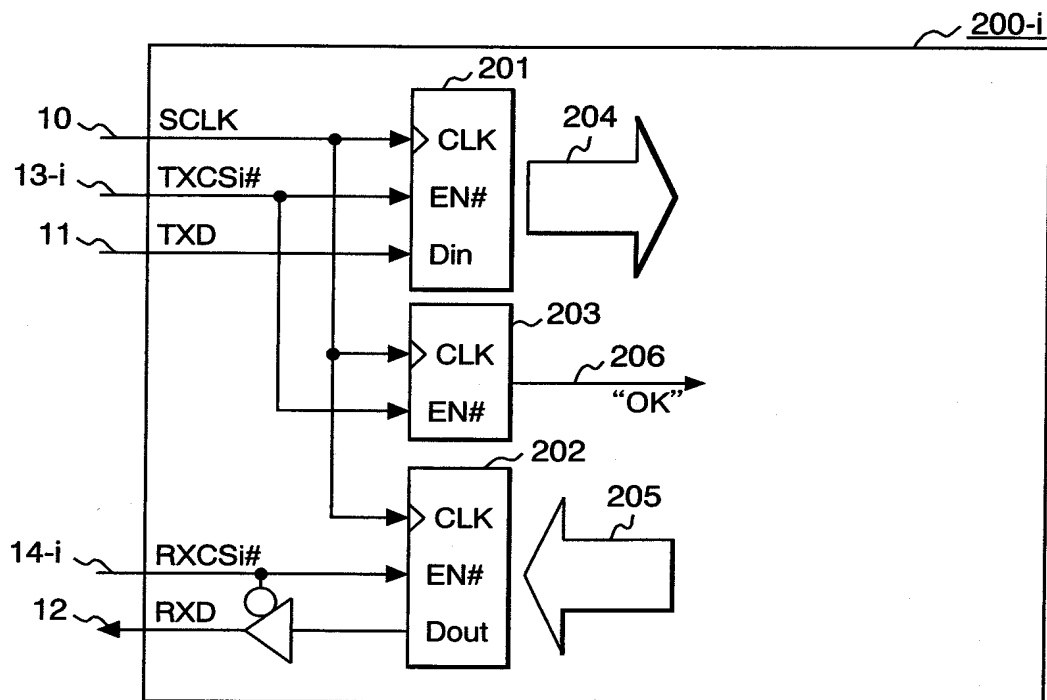 200-i
201
10 SCLK CLK 204
13-i TXCSi# EN#
11 TXD Din
203
CLK 206
EN# “OK”
202
CLK 205
14-i RXCSi# EN#
12 RXD Dout